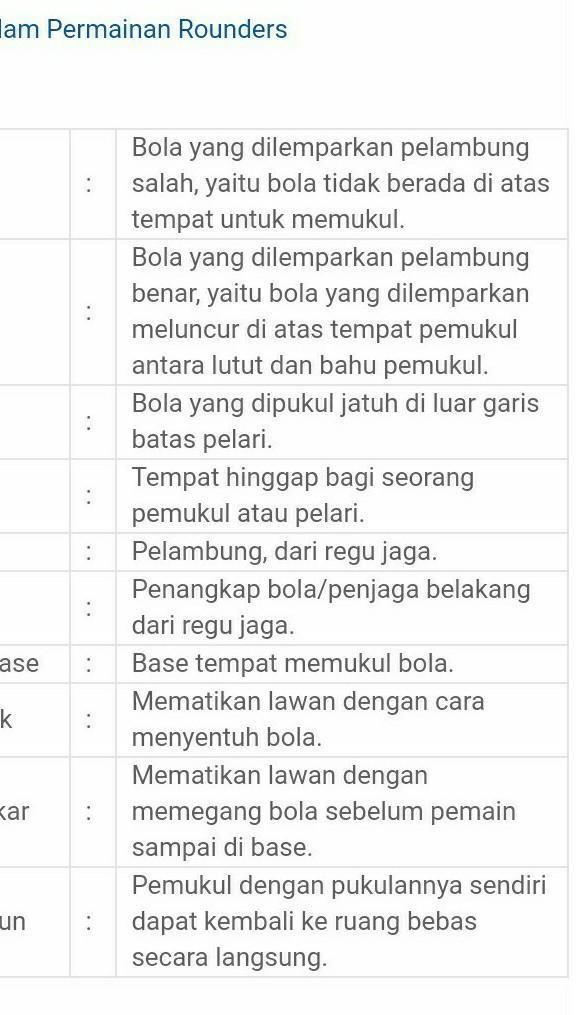 lam Permainan Rounders
: Bola yang dilemparkan pelambung
salah, yaitu bola tidak berada di atas
tempat untuk memukul.
: Bola yang dilemparkan pelambung
benar, yaitu bola yang dilemparkan
meluncur di atas tempat pemukul
antara lutut dan bahu pemukul.
: Bola yang dipukul jatuh di luar garis
batas pelari.
: Tempat hinggap bagi seorang
pemukul atau pelari.
: Pelambung, dari regu jaga.
: Penangkap bola/penjaga belakang
dari regu jaga.
ase : Base tempat memukul bola.
k : Mematikan lawan dengan cara
menyentuh bola.
Mematikan lawan dengan
kar : memegang bola sebelum pemain
sampai di base.
Pemukul dengan pukulannya sendiri
un : dapat kembali ke ruang bebas
secara langsung.